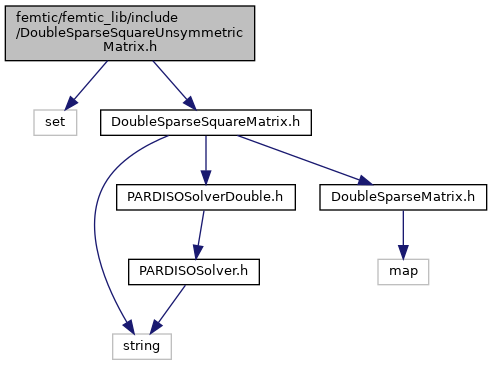 femtic/femtic_lib/include
/DoubleSparseSquareUnsymmetric
Matrix.h
set
DoubleSparseSquareMatrix.h
PARDISOSolverDouble.h
DoubleSparseMatrix.h
PARDISOSolver.h
map
string